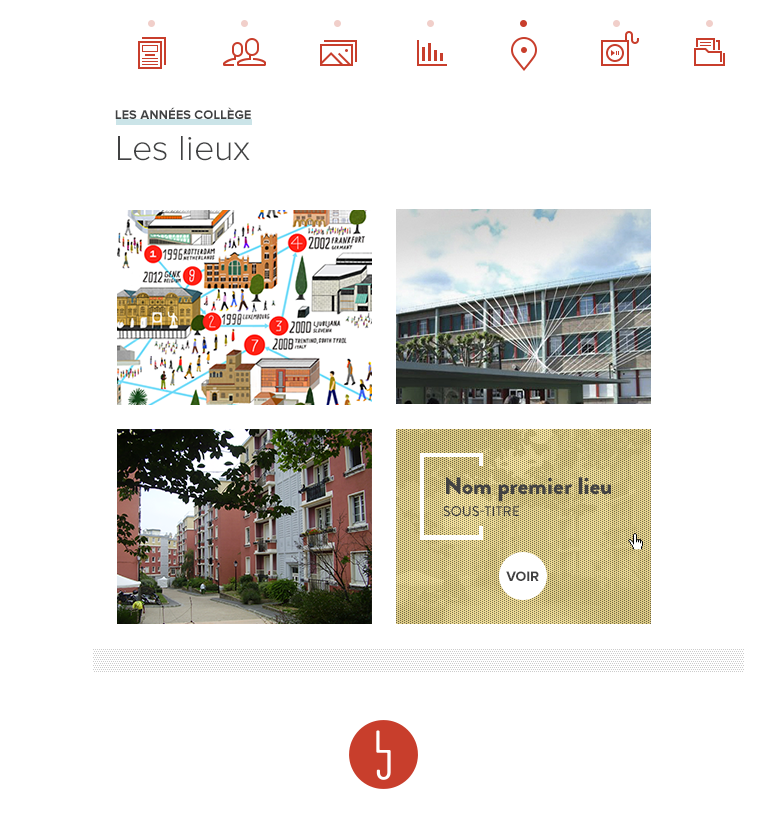 LES ANNÉES COLLÈGE
Les lieux
1 1996 ROTTERDAM
NETHERLANDS
4 2002 FRANKFURT
GERMANY
2012 GENK 9
BELGIUM
2 1998 LUXEMBOURG
3 2000 LJUBLJANA
SLOVENIA
7 2008 TRENTINO, SOUTH TYROL
ITALY
Nom premier lieu
SOUS-TITRE
VOIR